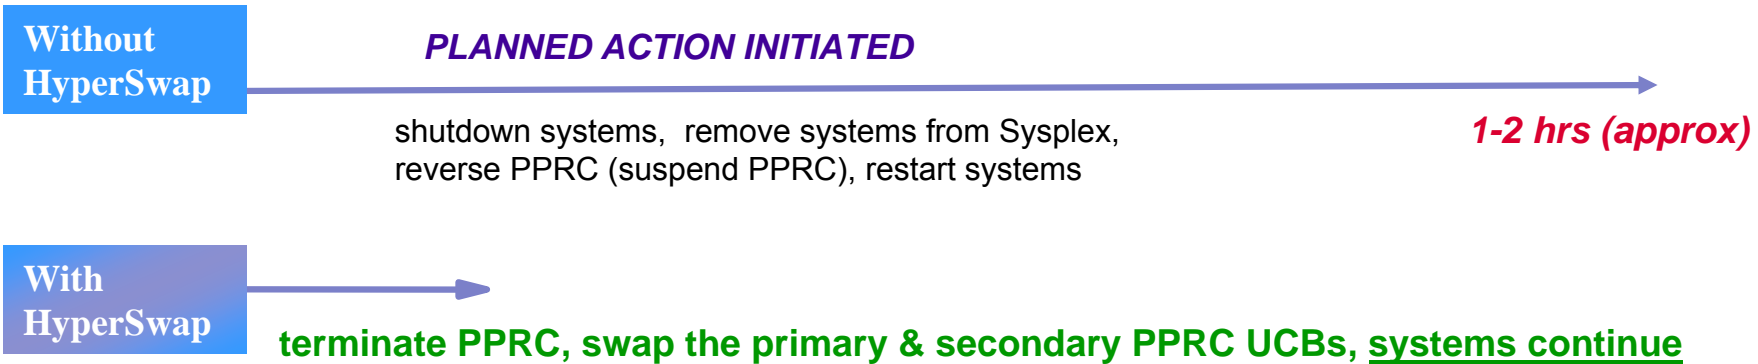 Without
HyperSwap
PLANNED ACTION INITIATED
shutdown systems, remove systems from Sysplex,
reverse PPRC (suspend PPRC), restart systems
1-2 hrs (approx)
With
HyperSwap
terminate PPRC, swap the primary & secondary PPRC UCBs, systems continue